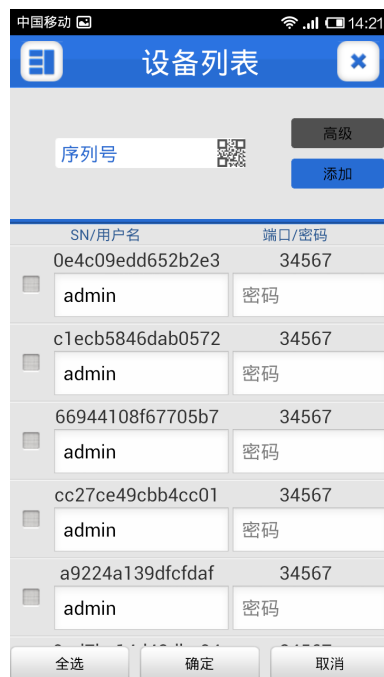 中国移动 14:21
设备列表
高级
序列号
添加
SN/用户名 端口/密码
0e4c09edd652b2e3 34567
admin 密码
c1ecb5846dab0572 34567
admin 密码
66944108f67705b7 34567
admin 密码
cc27ce49cbb4cc01 34567
admin 密码
a9224a139dfcfdaf 34567
admin 密码
全选 确定 取消